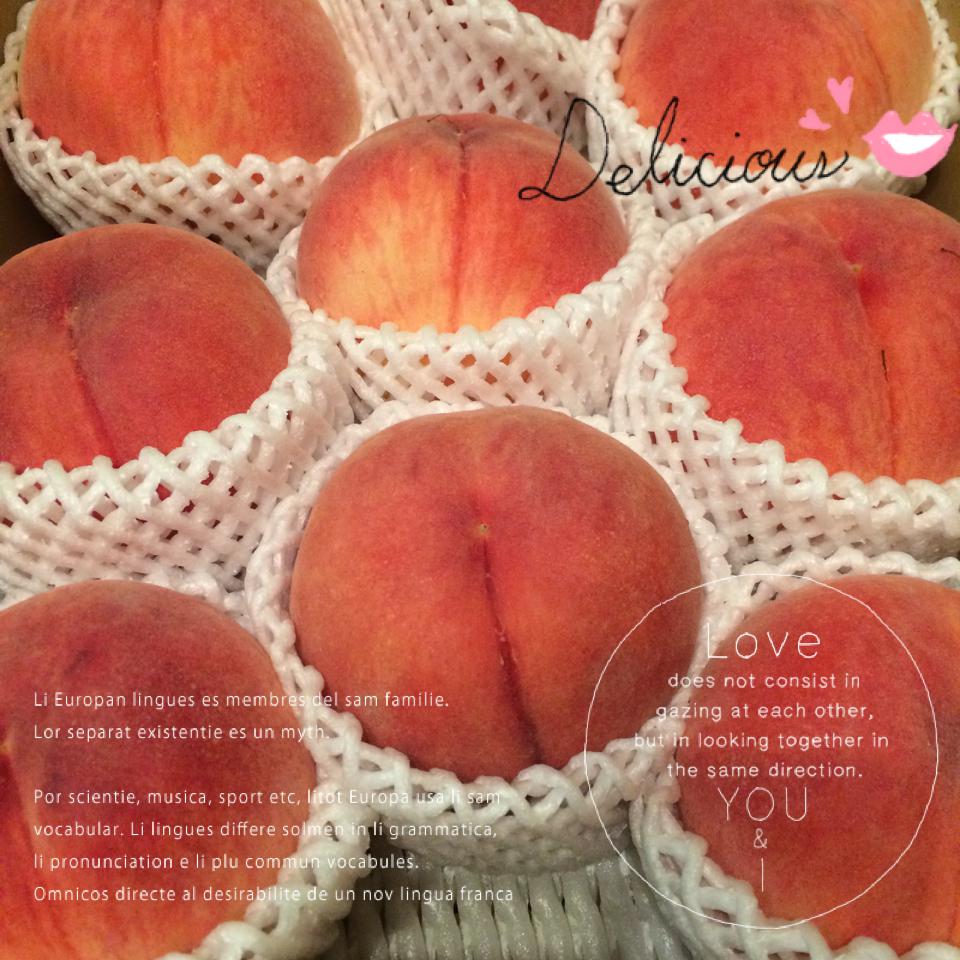 Delicious
Li Europan lingues es membres del sam familie.
Lor separat existentie es un myth.
Por scientie, musica, sport etc, litot Europa usa li sam
vocabular. Li lingues differe solmen in li grammatica,
li pronunciation e li plu commun vocabules.
Omnicos directe al desirabilite de un nov lingua franca
Love
does not consist in
gazing at each other,
but in looking together in
the same direction.
YOU
&
I